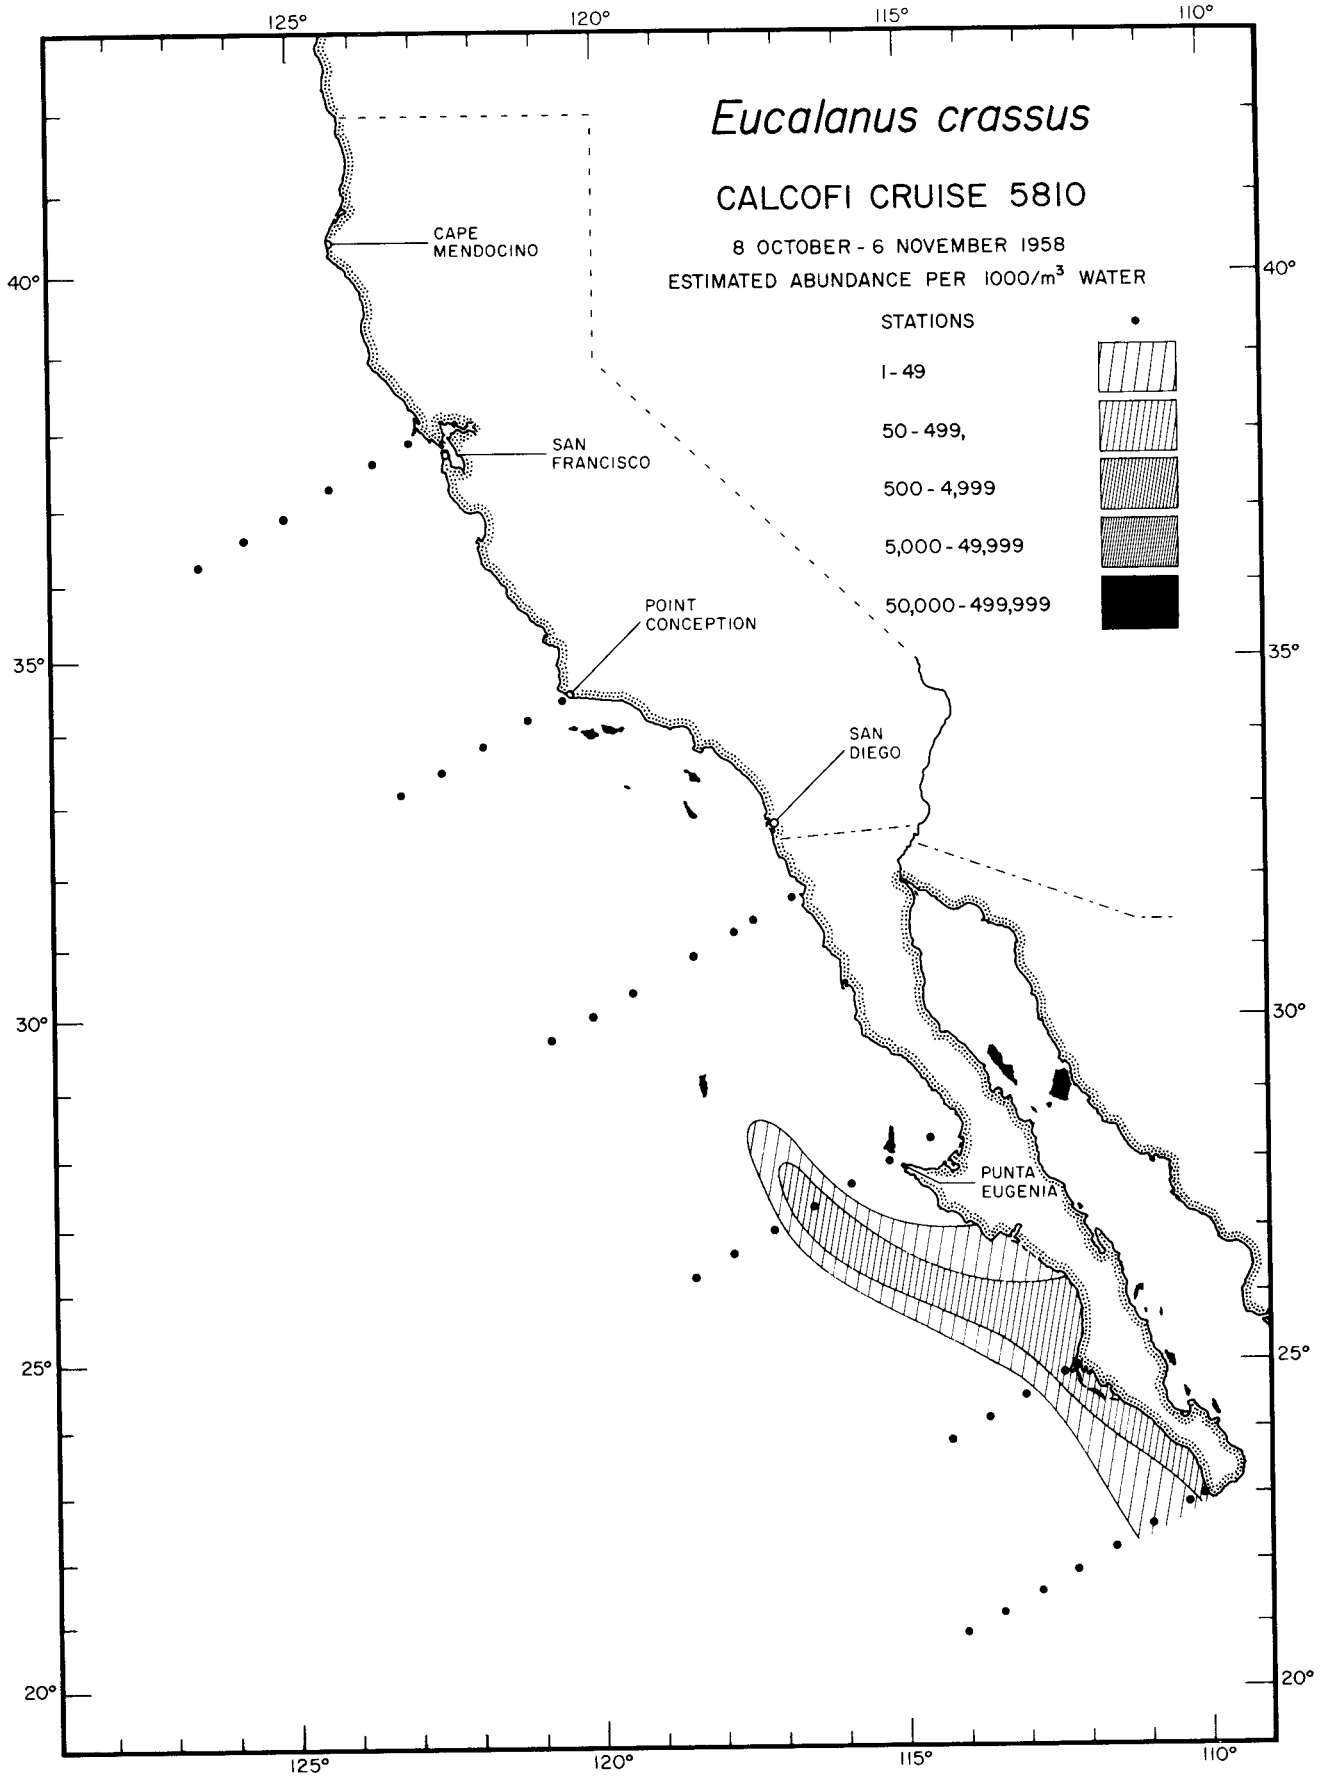 125° 120° 115° 110°
Eucalanus crassus
CALCOFI CRUISE 5810
8 OCTOBER - 6 NOVEMBER 1958
ESTIMATED ABUNDANCE PER 1000/m³ WATER
STATIONS
1-49
50-499,
500-4,999
5,000-49,999
50,000-499,999
CAPE
MENDOCINO
40° 40°
SAN
FRANCISCO
POINT
CONCEPTION
35° 35°
SAN
DIEGO
30° 30°
PUNTA
EUGENIA
25° 25°
20° 20°
125° 120° 115° 110°